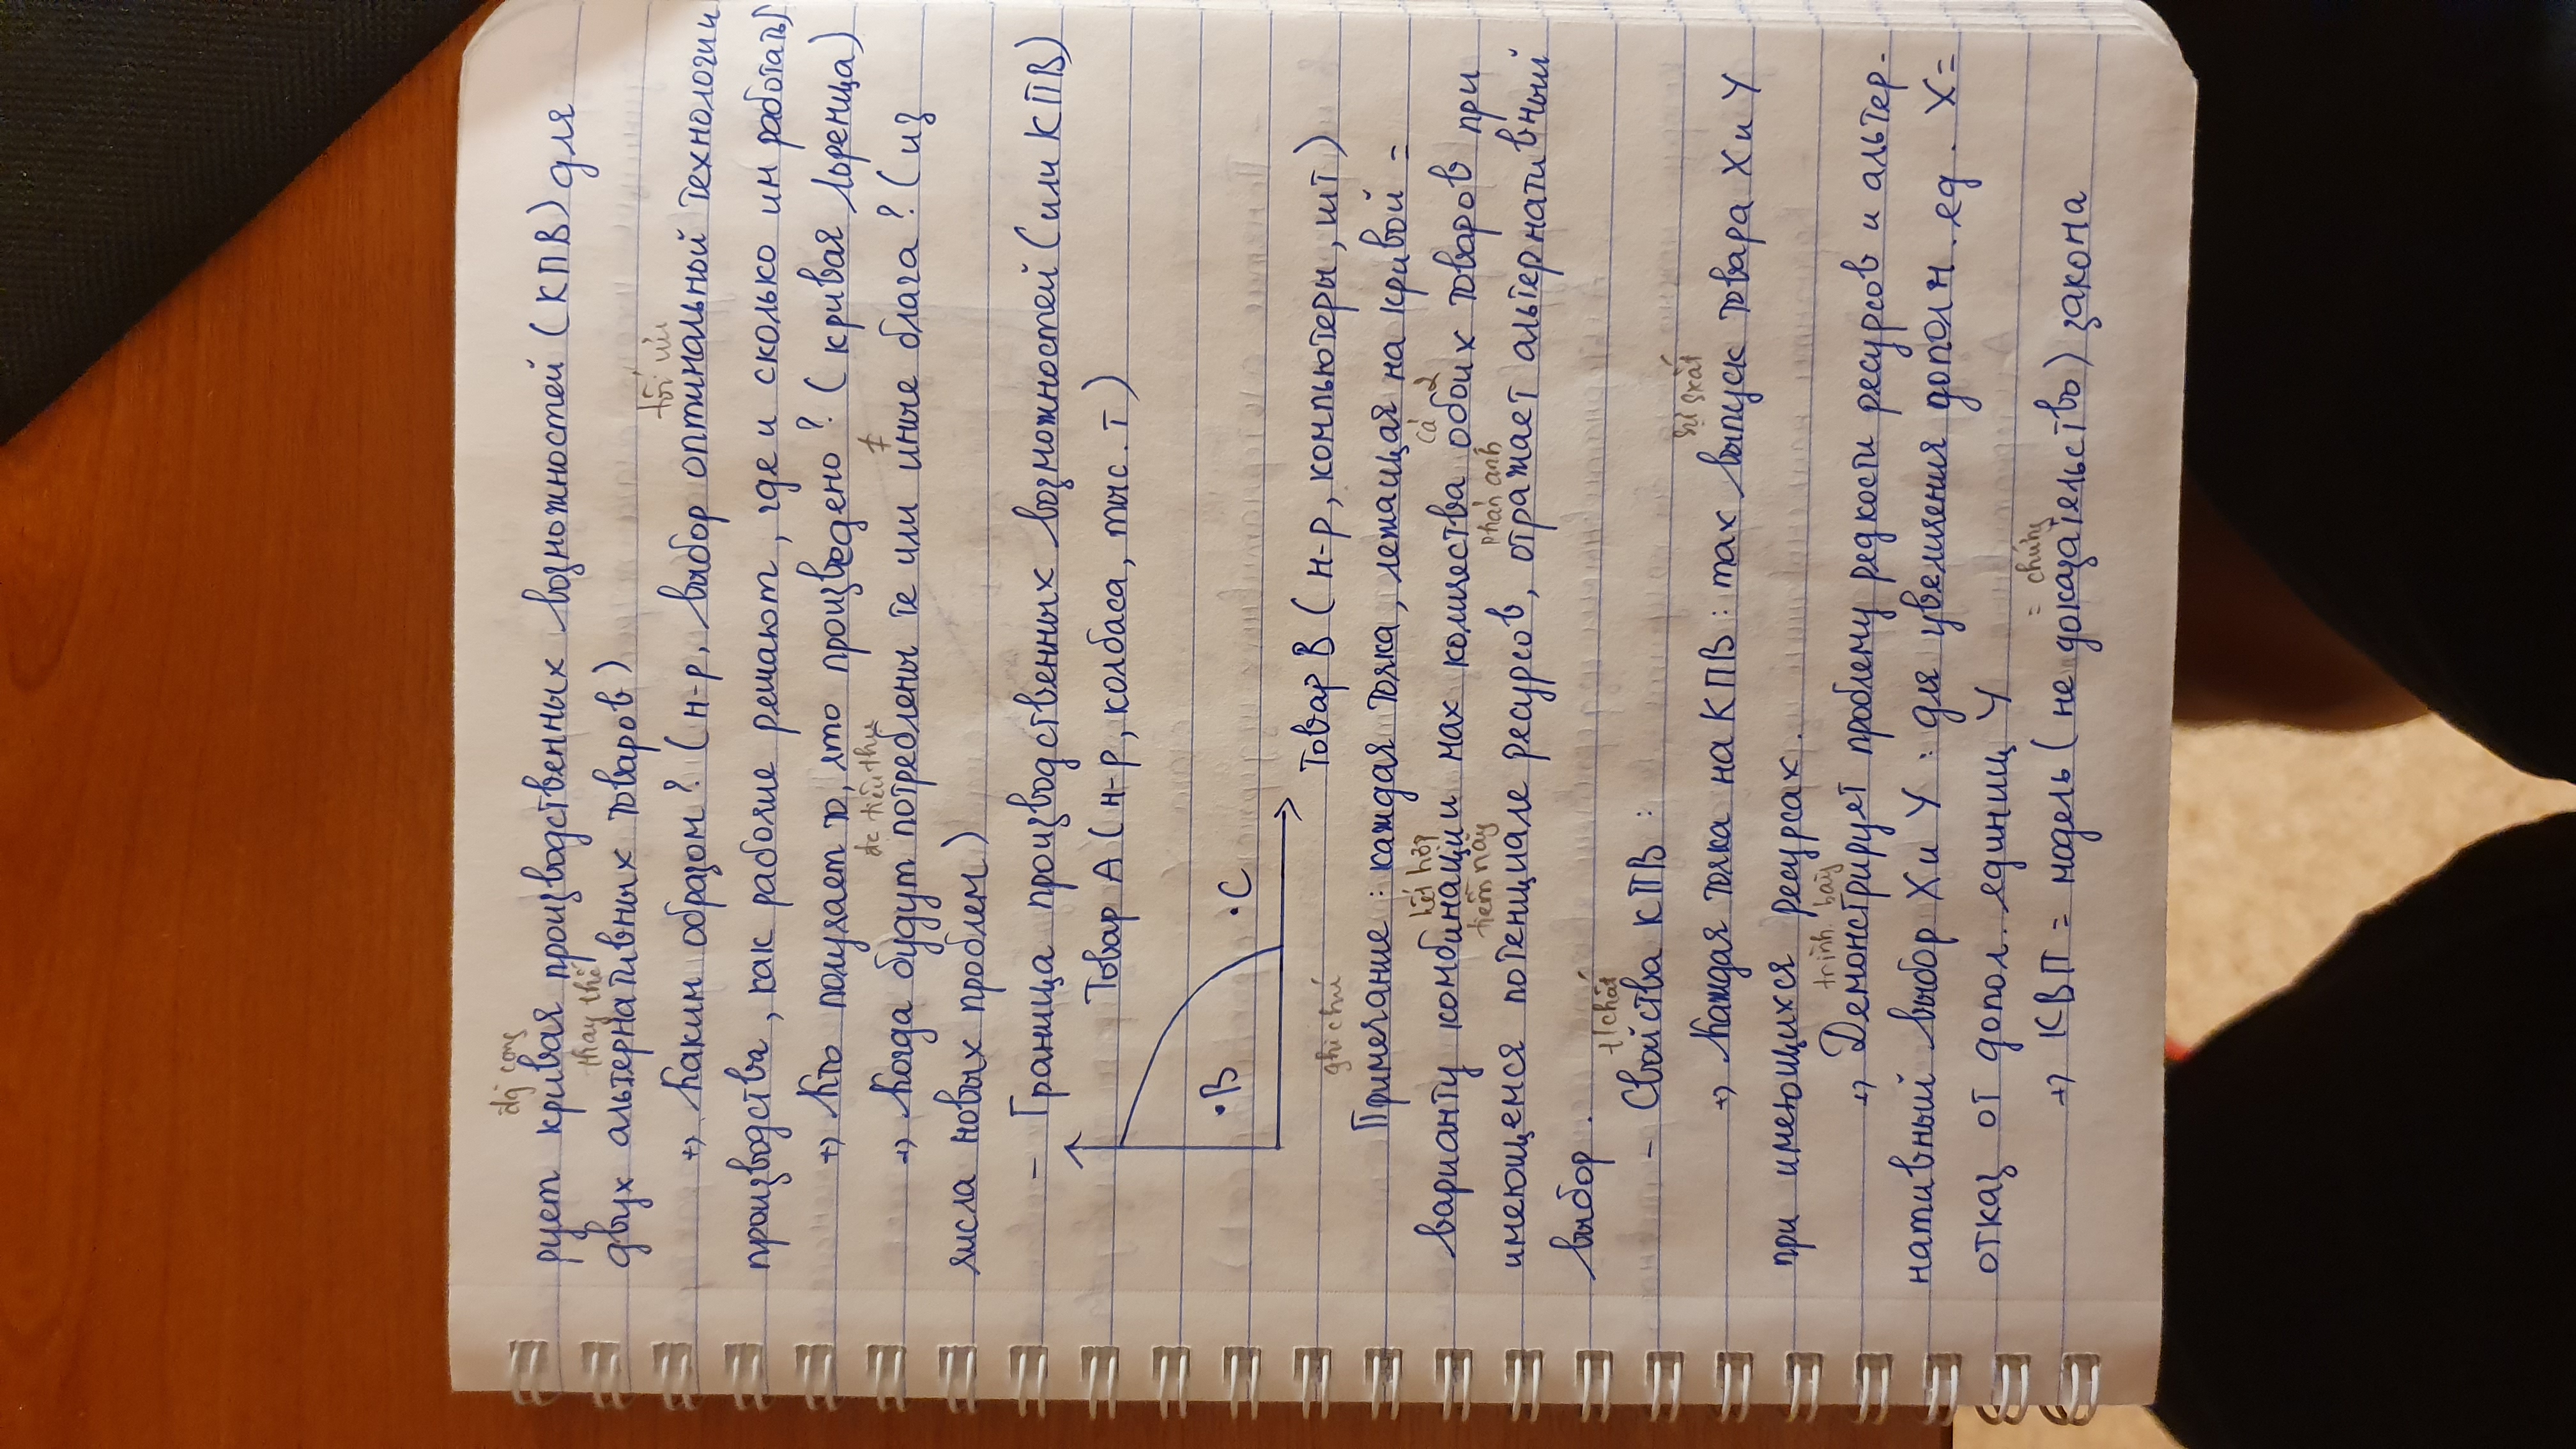 đg cong
рует кривая производственных возможностей (КПВ) для
thay thế
двух альтернативных товаров)
tối ưu
+, Каким образом? (н-р, выбор оптимальной технологии
производства, как рабочие решают, где и сколько им работать)
+, Кто получает то, что произведено? (кривая Лоренца)
đc tiêu thụ ≠
+, Когда будут потреблены те или иные блага? (из
числа новых проблем)
- Граница производственных возможностей (или КПВ)
Товар А (н-р, колбаса, тыс. т)
•B •C
Товар В (н-р, компьютеры, шт)
ghi chú
Примечание: каждая точка, лежащая на кривой =
kết hợp cả 2
варианту комбинации мах количества обоих товаров при
tiềm năng phản ánh
имеющемся потенциале ресурсов, отражает альтернативный
выбор.
t/chất
- Свойства КПВ:
sự sxất
+, Каждая точка на КПВ: max выпуск товара X и Y
при имеющихся ресурсах.
trình bày
+, Демонстрирует проблему редкости ресурсов и альтер-
нативный выбор X и Y: для увеличения дополн. ед. X =
отказ от допол. единиц Y
= chứng
+, КВП = модель (не доказательство) закона